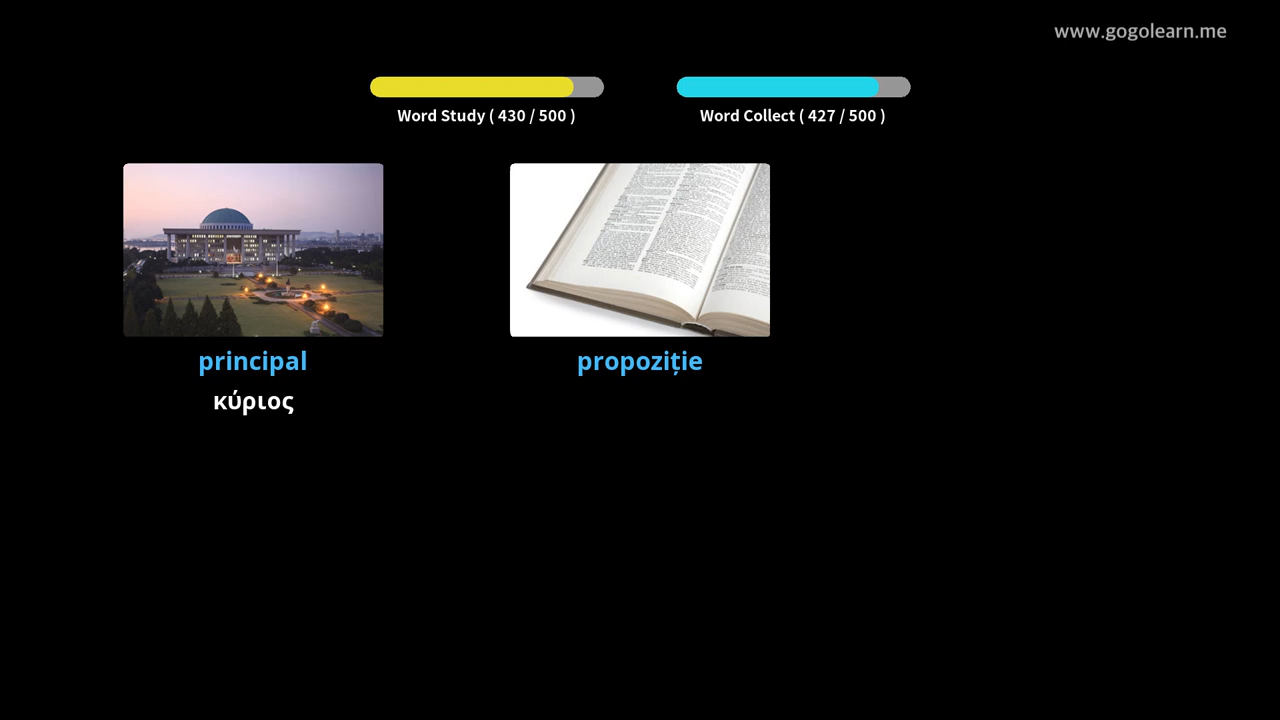 www.gogolearn.me
Word Study ( 430 / 500 )
Word Collect ( 427 / 500 )
principal
propoziție
κύριος